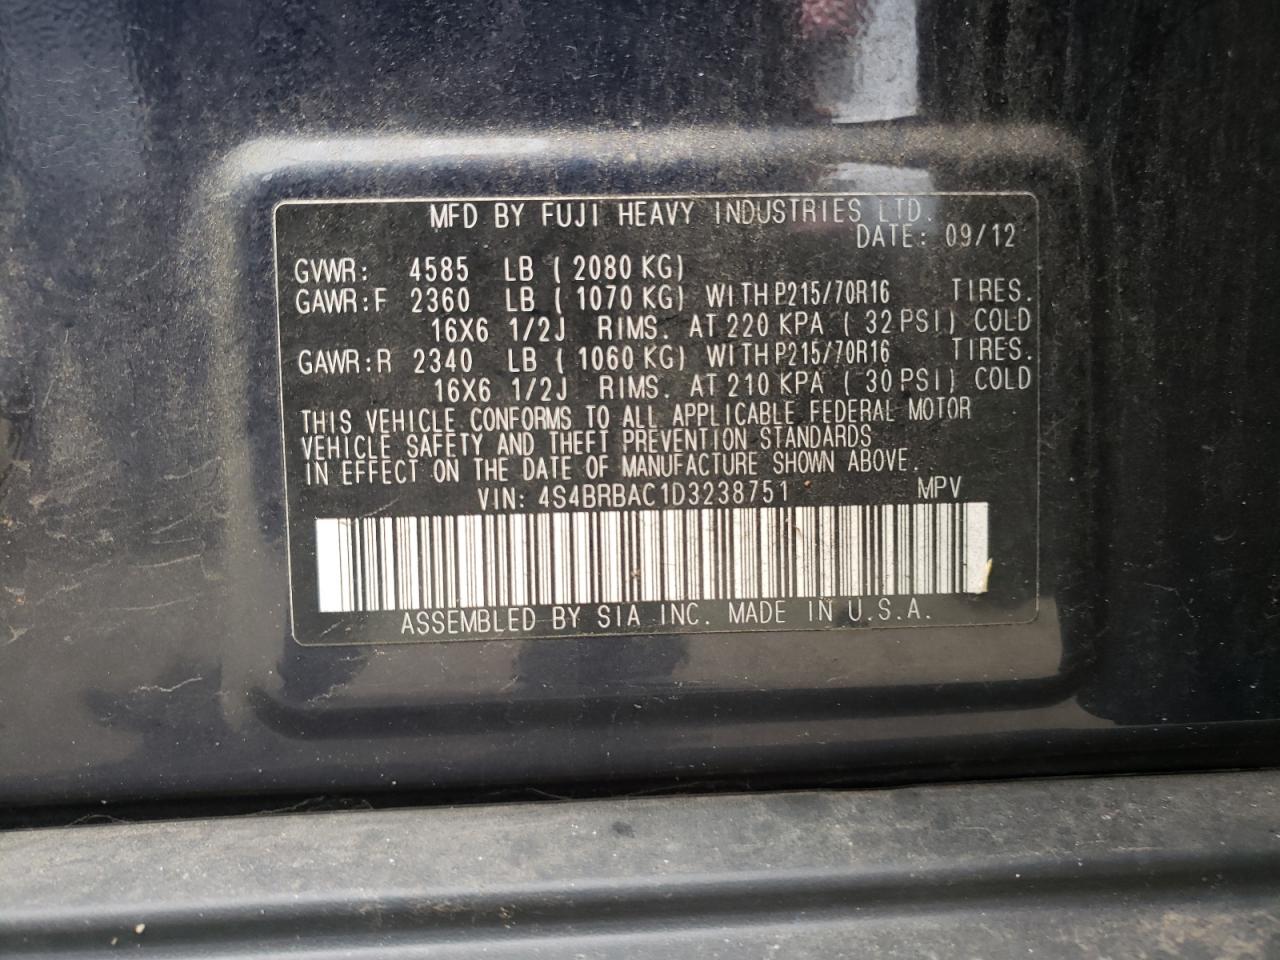 MFD BY FUJI HEAVY INDUSTRIES LTD.
DATE: 09/12
GVWR: 4585 LB ( 2080 KG)
GAWR: F 2360 LB ( 1070 KG) WITH P215/70R16 TIRES.
16X6 1/2J RIMS. AT 220 KPA ( 32 PSI) COLD
GAWR: R 2340 LB ( 1060 KG) WITH P215/70R16 TIRES.
16X6 1/2J RIMS. AT 210 KPA ( 30 PSI) COLD
THIS VEHICLE CONFORMS TO ALL APPLICABLE FEDERAL MOTOR
VEHICLE SAFETY AND THEFT PREVENTION STANDARDS
IN EFFECT ON THE DATE OF MANUFACTURE SHOWN ABOVE.
VIN: 4S4BRBAC1D3238751 MPV
ASSEMBLED BY SIA INC. MADE IN U.S.A.